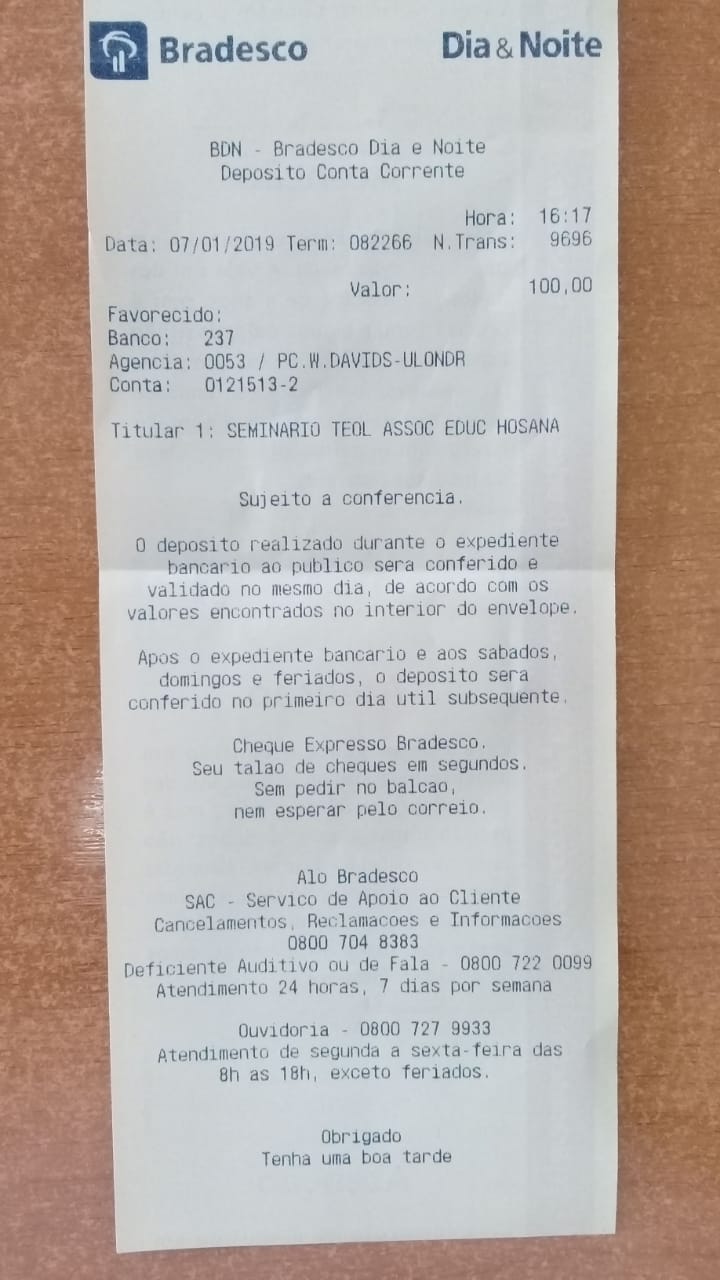 Bradesco Dia & Noite
BDN - Bradesco Dia e Noite
Deposito Conta Corrente
Hora: 16:17
Data: 07/01/2019 Term: 082266 N.Trans: 9696
Valor: 100,00
Favorecido:
Banco: 237
Agencia: 0053 / PC.W.DAVIDS-ULONDR
Conta: 0121513-2
Titular 1: SEMINARIO TEOL ASSOC EDUC HOSANA
Sujeito a conferencia.
O deposito realizado durante o expediente
bancario ao publico sera conferido e
validado no mesmo dia, de acordo com os
valores encontrados no interior do envelope.
Apos o expediente bancario e aos sabados,
domingos e feriados, o deposito sera
conferido no primeiro dia util subsequente.
Cheque Expresso Bradesco.
Seu talao de cheques em segundos.
Sem pedir no balcao,
nem esperar pelo correio.
Alo Bradesco
SAC - Servico de Apoio ao Cliente
Cancelamentos, Reclamacoes e Informacoes
0800 704 8383
Deficiente Auditivo ou de Fala - 0800 722 0099
Atendimento 24 horas, 7 dias por semana
Ouvidoria - 0800 727 9933
Atendimento de segunda a sexta-feira das
8h as 18h, exceto feriados.
Obrigado
Tenha uma boa tarde